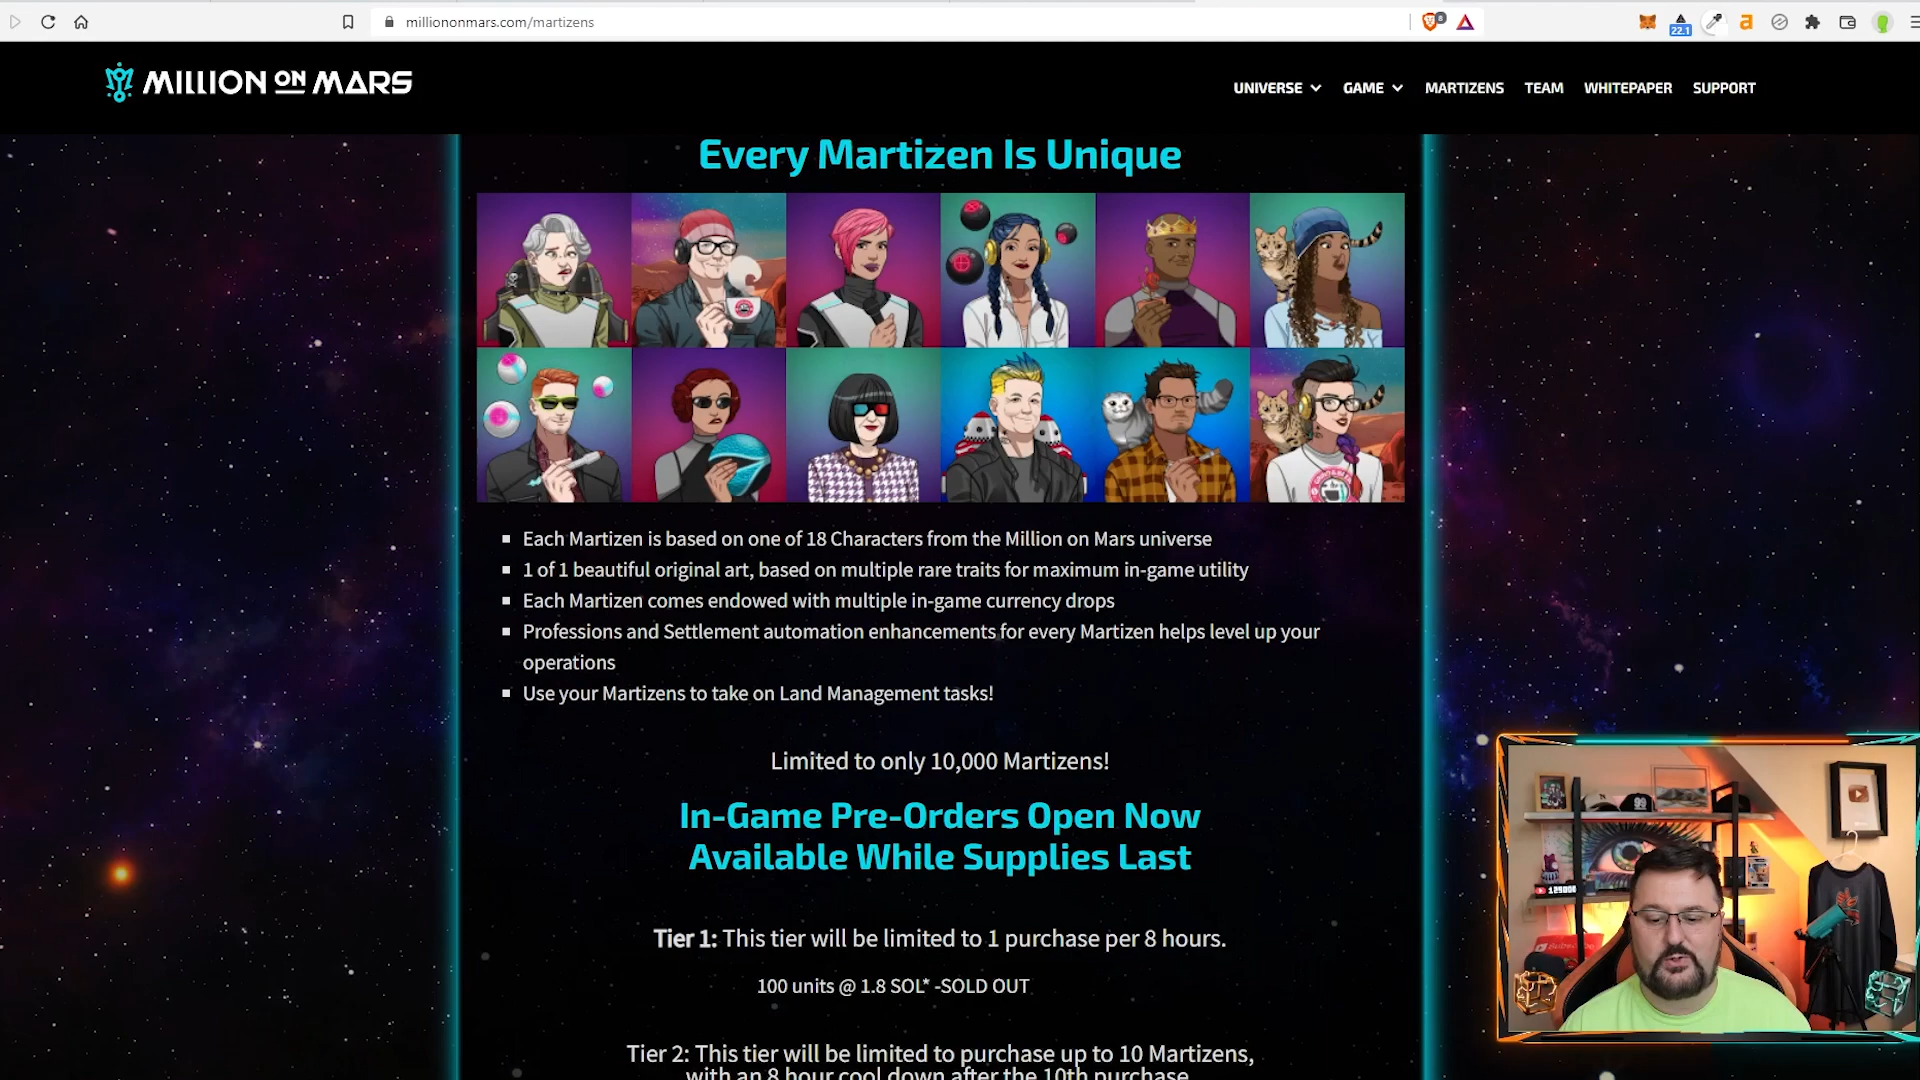 milliononmars.com/martizens
8
22.1
MILLION ON MARS
UNIVERSE
GAME
MARTIZENS
TEAM
WHITEPAPER
SUPPORT
Every Martizen Is Unique
Each Martizen is based on one of 18 Characters from the Million on Mars universe
1 of 1 beautiful original art, based on multiple rare traits for maximum in-game utility
Each Martizen comes endowed with multiple in-game currency drops
Professions and Settlement automation enhancements for every Martizen helps level up your
operations
Use your Martizens to take on Land Management tasks!
Limited to only 10,000 Martizens!
In-Game Pre-Orders Open Now
Available While Supplies Last
Tier 1: This tier will be limited to 1 purchase per 8 hours.
100 units @ 1.8 SOL* -SOLD OUT
Tier 2: This tier will be limited to purchase up to 10 Martizens,
with an 8 hour cool down after the 10th purchase